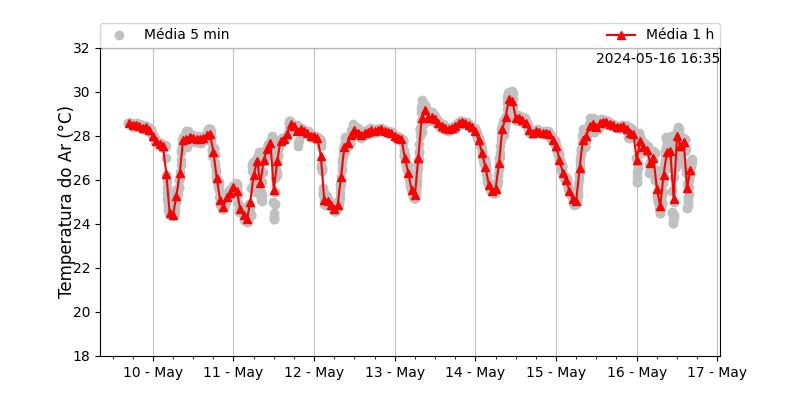 Média 5 min
Média 1 h
2024-05-16 16:35
Temperatura do Ar (°C)
32
30
28
26
24
22
20
18
10 - May
11 - May
12 - May
13 - May
14 - May
15 - May
16 - May
17 - May